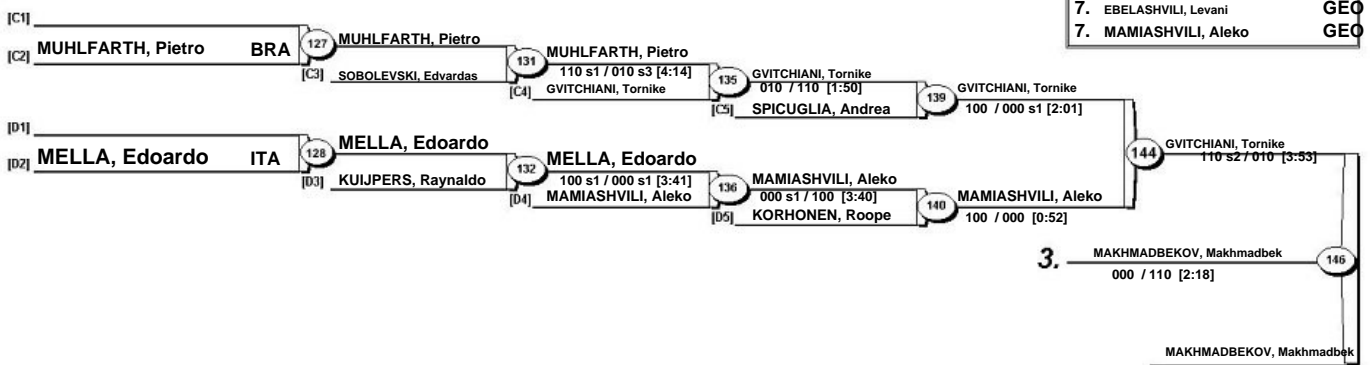 7. EBELASHVILI, Levani GEO
7. MAMIASHVILI, Aleko GEO
[C1]
[C2] MUHLFARTH, Pietro BRA
127
MUHLFARTH, Pietro
[C3] SOBOLEVSKI, Edvardas
131
MUHLFARTH, Pietro
110 s1 / 010 s3 [4:14]
[C4] GVITCHIANI, Tornike
135
GVITCHIANI, Tornike
010 / 110 [1:50]
[C5] SPICUGLIA, Andrea
139
GVITCHIANI, Tornike
100 / 000 s1 [2:01]
[D1]
[D2] MELLA, Edoardo ITA
128
MELLA, Edoardo
[D3] KUIJPERS, Raynaldo
132
MELLA, Edoardo
100 s1 / 000 s1 [3:41]
[D4] MAMIASHVILI, Aleko
136
MAMIASHVILI, Aleko
000 s1 / 100 [3:40]
[D5] KORHONEN, Roope
140
MAMIASHVILI, Aleko
100 / 000 [0:52]
144
GVITCHIANI, Tornike
110 s2 / 010 [3:53]
3. MAKHMADBEKOV, Makhmadbek
000 / 110 [2:18]
146
MAKHMADBEKOV, Makhmadbek